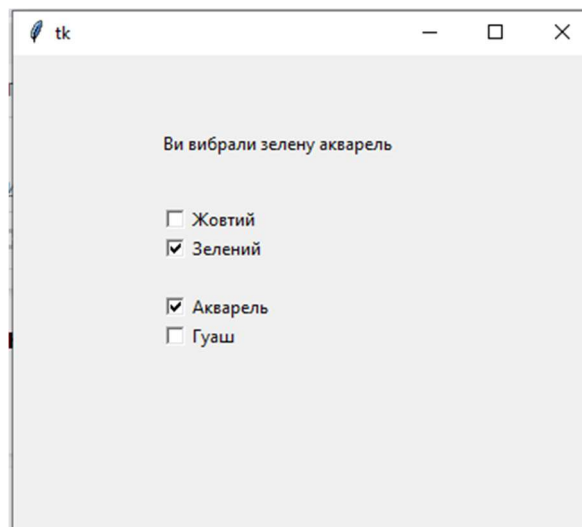 tk
Ви вибрали зелену акварель
Жовтий
Зелений
Акварель
Гуаш